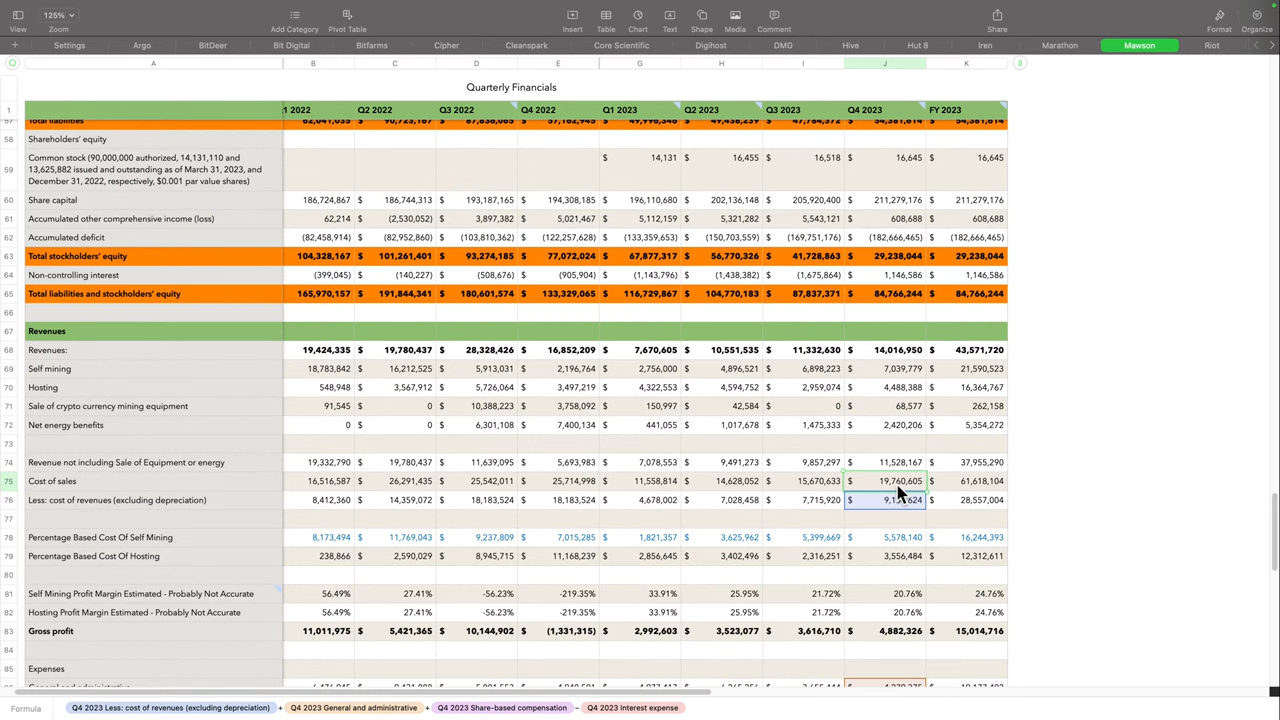 125%
View Zoom Add Category Pivot Table Insert Table Chart Text Shape Media Comment Share Format Organize
Settings Argo BitDeer Bit Digital Bitfarms Cipher Cleanspark Core Scientific Digihost DMG Hive Hut 8 Iren Marathon Mawson Riot
A B C D E G H I J K
Quarterly Financials
1 Q2 2022 Q3 2022 Q4 2022 Q1 2023 Q2 2023 Q3 2023 Q4 2023 FY 2023
58 Shareholders' equity
59 Common stock (90,000,000 authorized, 14,131,110 and
13,625,882 issued and outstanding as of March 31, 2023, and
December 31, 2022, respectively, $0.001 par value shares)
$ 14,131 $ 16,455 $ 16,518 $ 16,645 $ 16,645
60 Share capital 186,724,867 $ 186,744,313 $ 193,187,165 $ 194,308,185 $ 196,110,680 $ 202,136,148 $ 205,920,400 $ 211,279,176 $ 211,279,176
61 Accumulated other comprehensive income (loss) 62,214 $ (2,530,052) $ 3,897,382 $ 5,021,467 $ 5,112,159 $ 5,321,282 $ 5,543,121 $ 608,688 $ 608,688
62 Accumulated deficit (82,458,914) $ (82,952,860) $ (103,810,362) $ (122,257,628) $ (133,359,653) $ (150,703,559) $ (169,751,176) $ (182,666,465) $ (182,666,465)
63 Total stockholders' equity 104,328,167 $ 101,261,401 $ 93,274,185 $ 77,072,024 $ 67,877,317 $ 56,770,326 $ 41,728,863 $ 29,238,044 $ 29,238,044
64 Non-controlling interest (399,045) $ (140,227) $ (508,676) $ (905,904) $ (1,143,796) $ (1,438,382) $ (1,675,864) $ 1,146,586 $ 1,146,586
65 Total liabilities and stockholders' equity 165,970,157 $ 191,844,341 $ 180,601,574 $ 133,329,065 $ 116,729,867 $ 104,770,183 $ 87,837,371 $ 84,766,244 $ 84,766,244
66
67 Revenues
68 Revenues: 19,424,335 $ 19,780,437 $ 28,328,426 $ 16,852,209 $ 7,670,605 $ 10,551,535 $ 11,332,630 $ 14,016,950 $ 43,571,720
69 Self mining 18,783,842 $ 16,212,525 $ 5,913,031 $ 2,196,764 $ 2,756,000 $ 4,896,521 $ 6,898,223 $ 7,039,779 $ 21,590,523
70 Hosting 548,948 $ 3,567,912 $ 5,726,064 $ 3,497,219 $ 4,322,553 $ 4,594,752 $ 2,959,074 $ 4,488,388 $ 16,364,767
71 Sale of crypto currency mining equipment 91,545 $ 0 $ 10,388,223 $ 3,758,092 $ 150,997 $ 42,584 $ 0 $ 68,577 $ 262,158
72 Net energy benefits 0 $ 0 $ 6,301,108 $ 7,400,134 $ 441,055 $ 1,017,678 $ 1,475,333 $ 2,420,206 $ 5,354,272
73
74 Revenue not including Sale of Equipment or energy 19,332,790 $ 19,780,437 $ 11,639,095 $ 5,693,983 $ 7,078,553 $ 9,491,273 $ 9,857,297 $ 11,528,167 $ 37,955,290
75 Cost of sales 16,516,587 $ 26,291,435 $ 25,542,011 $ 25,714,998 $ 11,558,814 $ 14,628,052 $ 15,670,633 $ 19,760,605 $ 61,618,104
76 Less: cost of revenues (excluding depreciation) 8,412,360 $ 14,359,072 $ 18,183,524 $ 18,183,524 $ 4,678,002 $ 7,028,458 $ 7,715,920 $ $ 28,557,004
77
78 Percentage Based Cost Of Self Mining 8,173,494 $ 11,769,043 $ 9,237,809 $ 7,015,285 $ 1,821,357 $ 3,625,962 $ 5,399,669 $ 5,578,140 $ 16,244,393
79 Percentage Based Cost Of Hosting 238,866 $ 2,590,029 $ 8,945,715 $ 11,168,239 $ 2,856,645 $ 3,402,496 $ 2,316,251 $ 3,556,484 $ 12,312,611
80
81 Self Mining Profit Margin Estimated - Probably Not Accurate 56.49% 27.41% -56.23% -219.35% 33.91% 25.95% 21.72% 20.76% 24.76%
82 Hosting Profit Margin Estimated - Probably Not Accurate 56.49% 27.41% -56.23% -219.35% 33.91% 25.95% 21.72% 20.76% 24.76%
83 Gross profit 11,011,975 $ 5,421,365 $ 10,144,902 $ (1,331,315) $ 2,992,603 $ 3,523,077 $ 3,616,710 $ 4,882,326 $ 15,014,716
84
85 Expenses
Formula Q4 2023 Less: cost of revenues (excluding depreciation) + Q4 2023 General and administrative + Q4 2023 Share-based compensation − Q4 2023 Interest expense